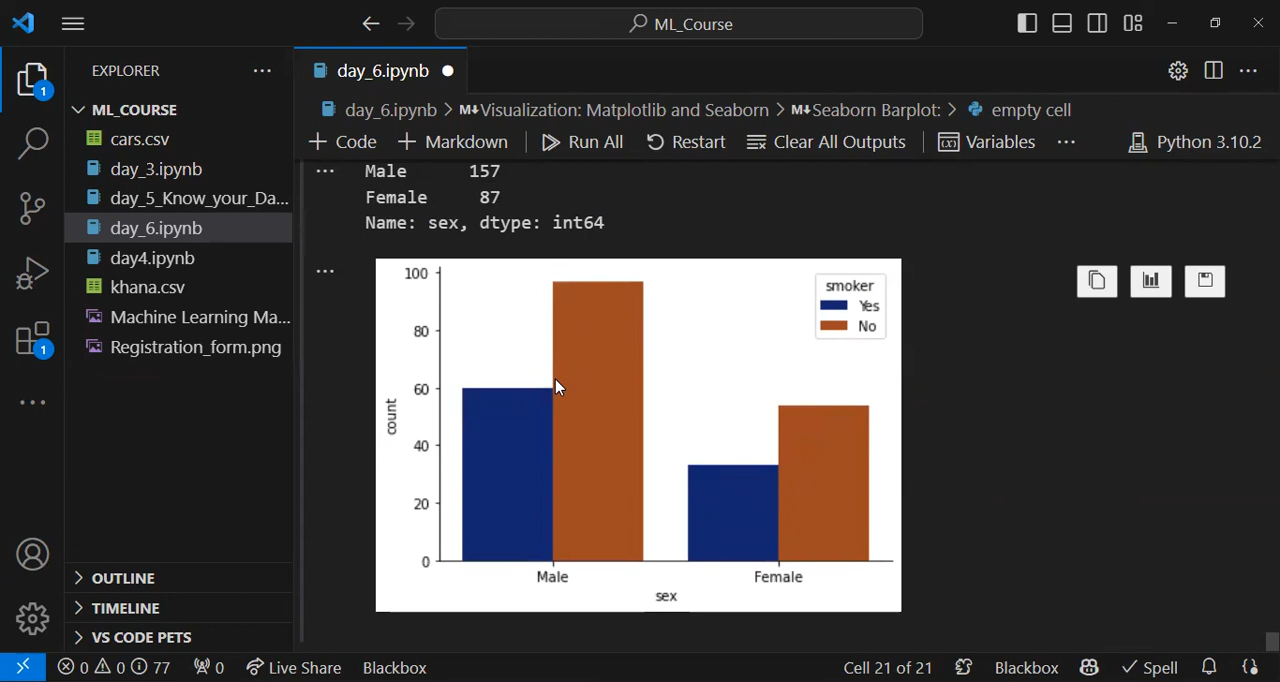 ML_Course
EXPLORER
ML_COURSE
cars.csv
day_3.ipynb
day_5_Know_your_Da...
day_6.ipynb
day4.ipynb
khana.csv
Machine Learning Ma...
Registration_form.png
OUTLINE
TIMELINE
VS CODE PETS
1
1
day_6.ipynb
day_6.ipynb > M↓Visualization: Matplotlib and Seaborn > M↓Seaborn Barplot: > empty cell
Code Markdown Run All Restart Clear All Outputs Variables ... Python 3.10.2
Male 157
Female 87
Name: sex, dtype: int64
100
80
60
40
20
0
count
smoker
Yes
No
Male Female
sex
0 0 77 0 Live Share Blackbox Cell 21 of 21 Blackbox Spell